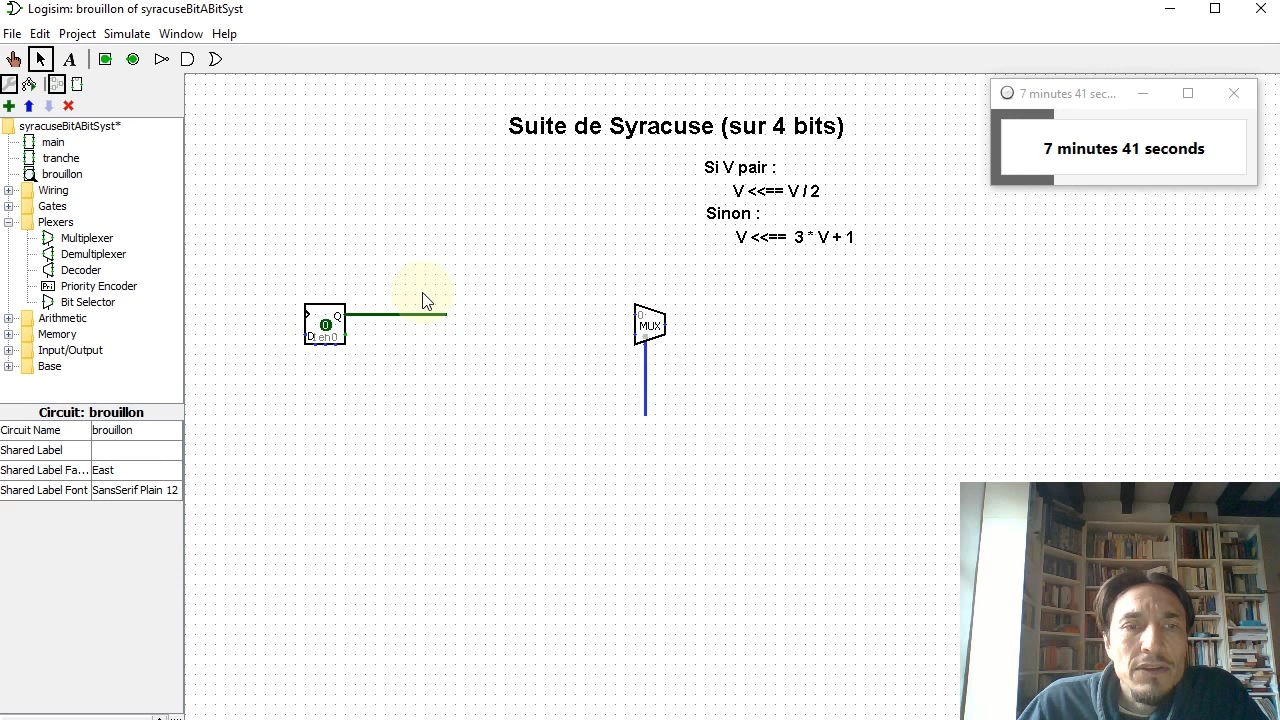 Logisim: brouillon of syracuseBitABitSyst
File Edit Project Simulate Window Help
A
syracuseBitABitSyst*
main
tranche
brouillon
Wiring
Gates
Plexers
Multiplexer
Demultiplexer
Decoder
Priority Encoder
Bit Selector
Arithmetic
Memory
Input/Output
Base
Circuit: brouillon
Circuit Name brouillon
Shared Label
Shared Label Fa... East
Shared Label Font SansSerif Plain 12
Suite de Syracuse (sur 4 bits)
Si V pair :
V <<== V / 2
Sinon :
V <<== 3 * V + 1
Q
0
D
0
MUX
7 minutes 41 sec...
7 minutes 41 seconds